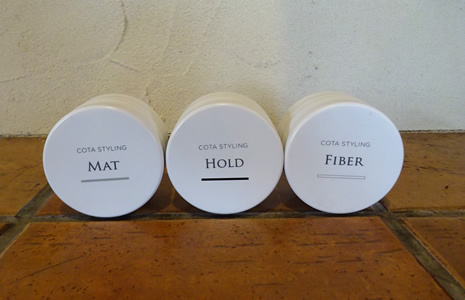 COTA STYLING
MAT
COTA STYLING
HOLD
COTA STYLING
FIBER